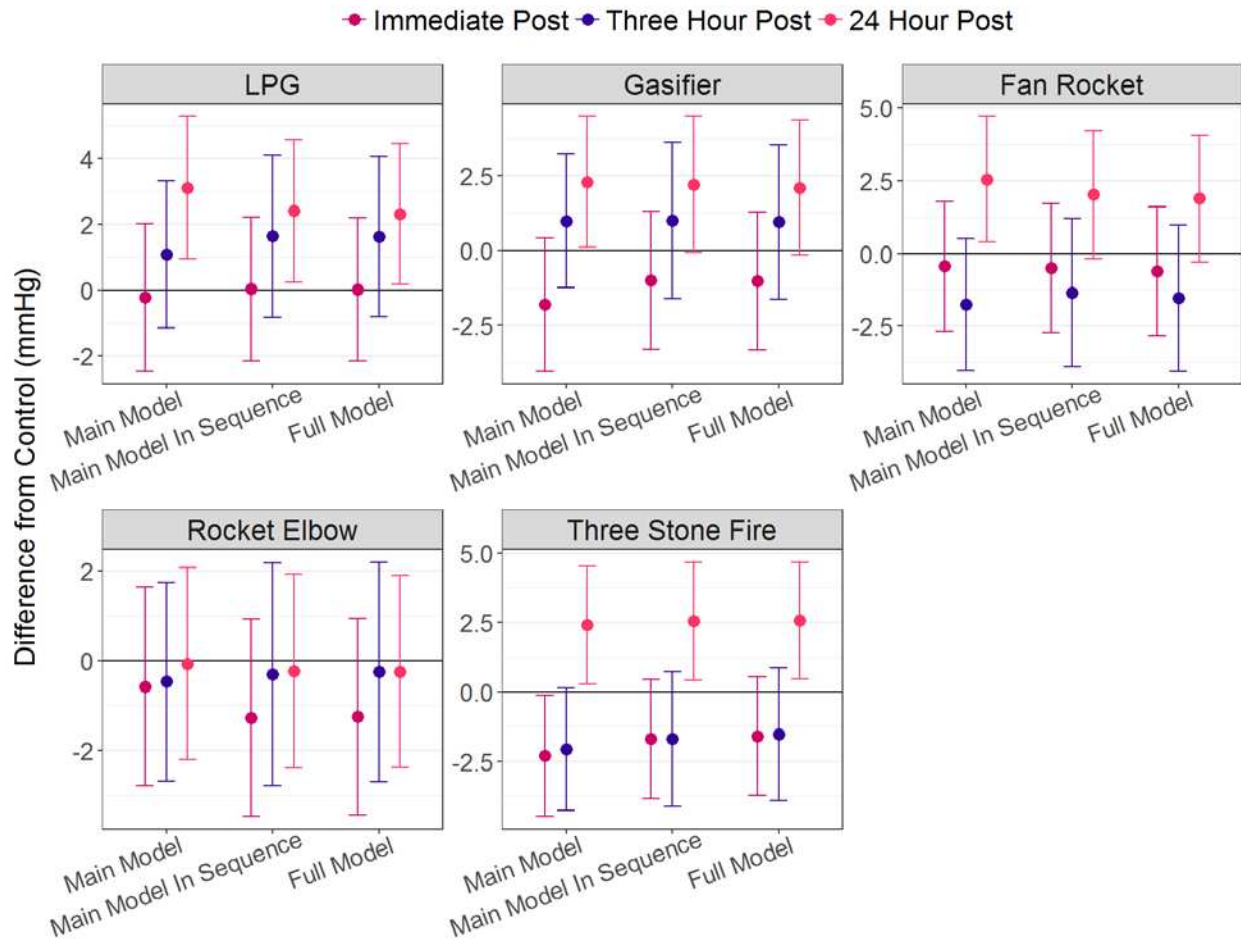 Immediate Post Three Hour Post 24 Hour Post
LPG
Gasifier
Fan Rocket
Difference from Control (mmHg)
4
2
0
-2
2.5
0.0
-2.5
5.0
2.5
0.0
-2.5
Main Model
Main Model In Sequence
Full Model
Main Model
Main Model In Sequence
Full Model
Main Model
Main Model In Sequence
Full Model
Rocket Elbow
Three Stone Fire
2
0
-2
5.0
2.5
0.0
-2.5
Main Model
Main Model In Sequence
Full Model
Main Model
Main Model In Sequence
Full Model